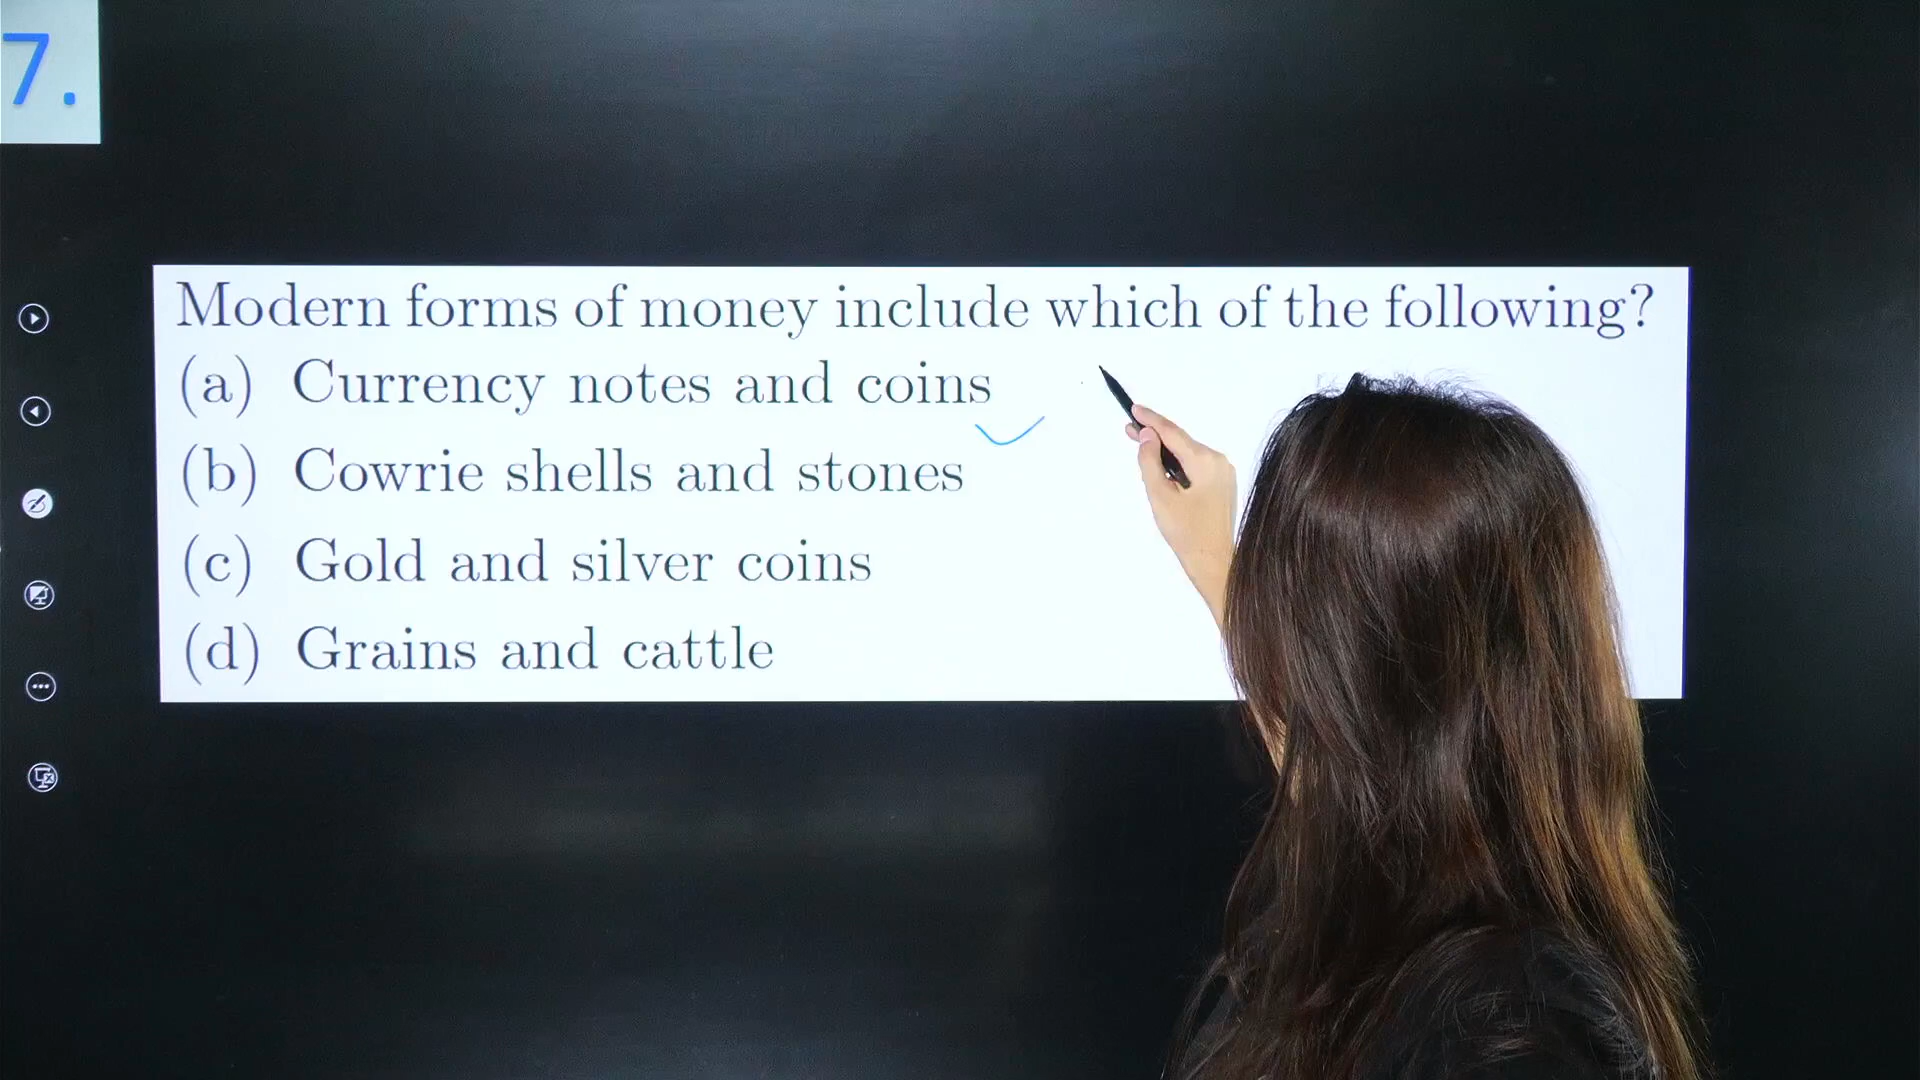 7.
Modern forms of money include which of the following?
(a) Currency notes and coins
(b) Cowrie shells and stones
(c) Gold and silver coins
(d) Grains and cattle